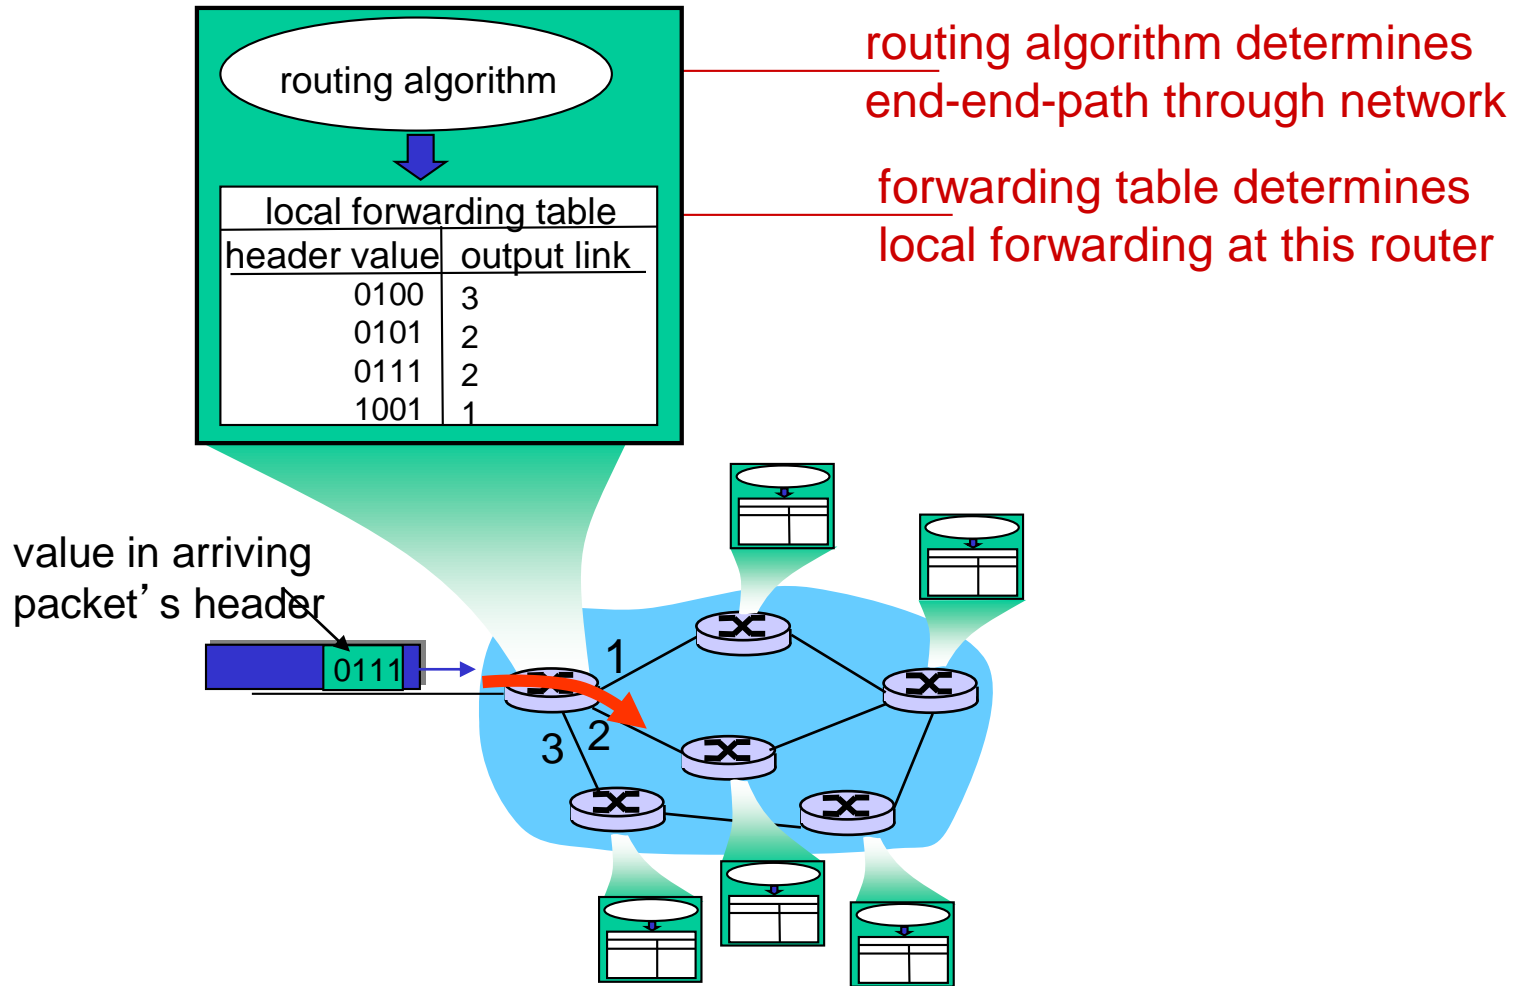 routing algorithm
routing algorithm determines
end-end-path through network
local forwarding table
header value output link
0100 3
0101 2
0111 2
1001 1
forwarding table determines
local forwarding at this router
value in arriving
packet’s header
0111
1
2
3